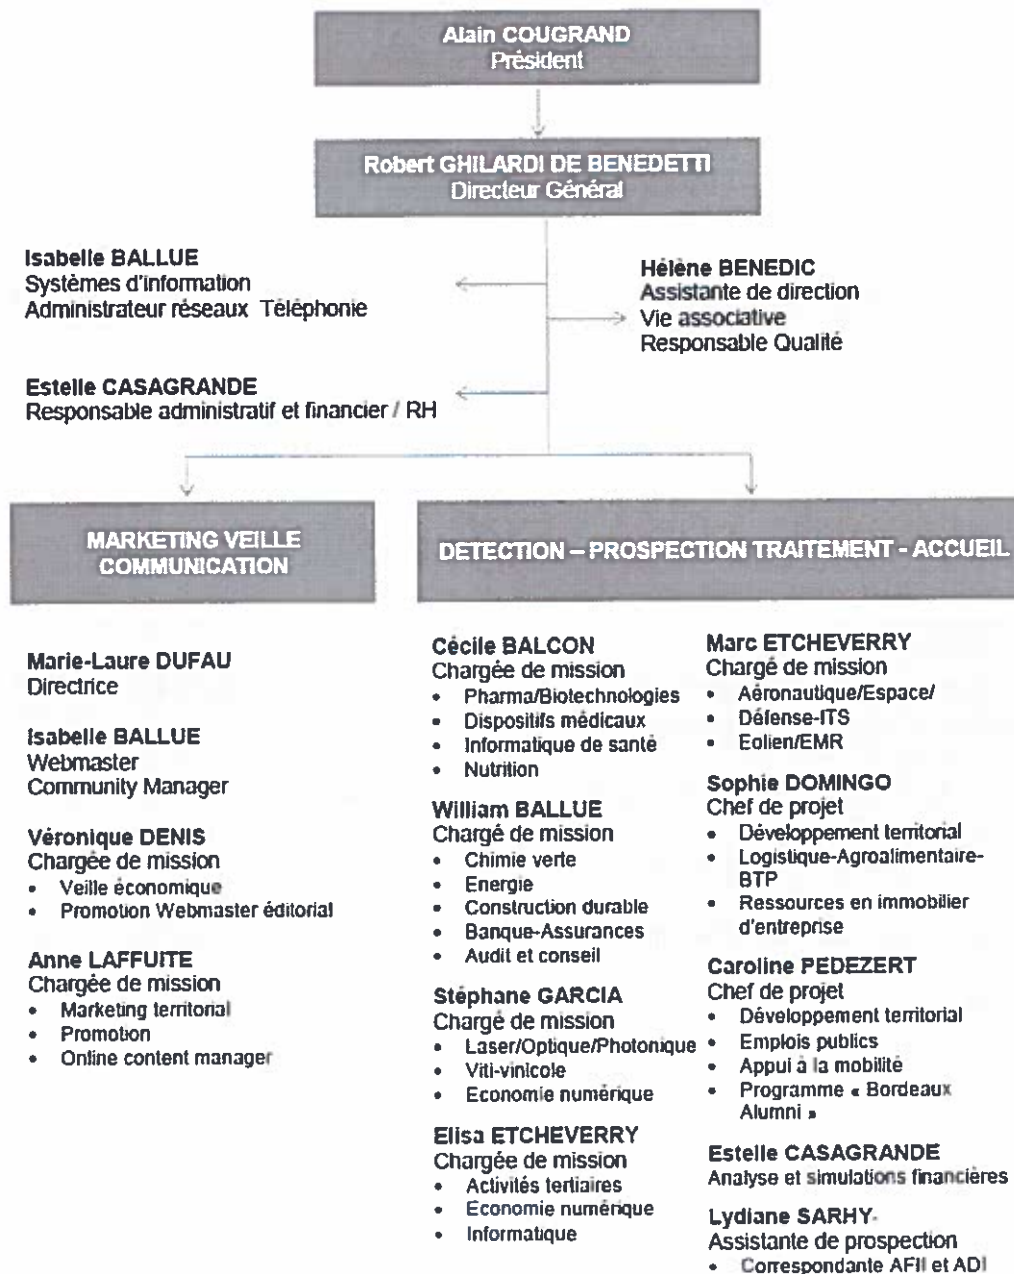 Alain COUGRAND
Président
Robert GHILARDI DE BENEDETTI
Directeur Général
Isabelle BALLUE
Systèmes d'information
Administrateur réseaux Téléphonie
Hélène BENEDIC
Assistante de direction
Vie associative
Responsable Qualité
Estelle CASAGRANDE
Responsable administratif et financier / RH
MARKETING VEILLE
COMMUNICATION
DETECTION – PROSPECTION TRAITEMENT - ACCUEIL
Marie-Laure DUFAU
Directrice
Isabelle BALLUE
Webmaster
Community Manager
Véronique DENIS
Chargée de mission
• Veille économique
• Promotion Webmaster éditorial
Anne LAFFUITE
Chargée de mission
• Marketing territorial
• Promotion
• Online content manager
Cécile BALCON
Chargée de mission
• Pharma/Biotechnologies
• Dispositifs médicaux
• Informatique de santé
• Nutrition
William BALLUE
Chargé de mission
• Chimie verte
• Energie
• Construction durable
• Banque-Assurances
• Audit et conseil
Stéphane GARCIA
Chargé de mission
• Laser/Optique/Photonique
• Viti-vinicole
• Economie numérique
Elisa ETCHEVERRY
Chargée de mission
• Activités tertiaires
• Economie numérique
• Informatique
Marc ETCHEVERRY
Chargé de mission
• Aéronautique/Espace/
• Défense-ITS
• Eolien/EMR
Sophie DOMINGO
Chef de projet
• Développement territorial
• Logistique-Agroalimentaire-
BTP
• Ressources en immobilier
d'entreprise
Caroline PEDEZERT
Chef de projet
• Développement territorial
• Emplois publics
• Appui à la mobilité
• Programme « Bordeaux
Alumni »
Estelle CASAGRANDE
Analyse et simulations financières
Lydiane SARHY
Assistante de prospection
• Correspondante AFII et ADI